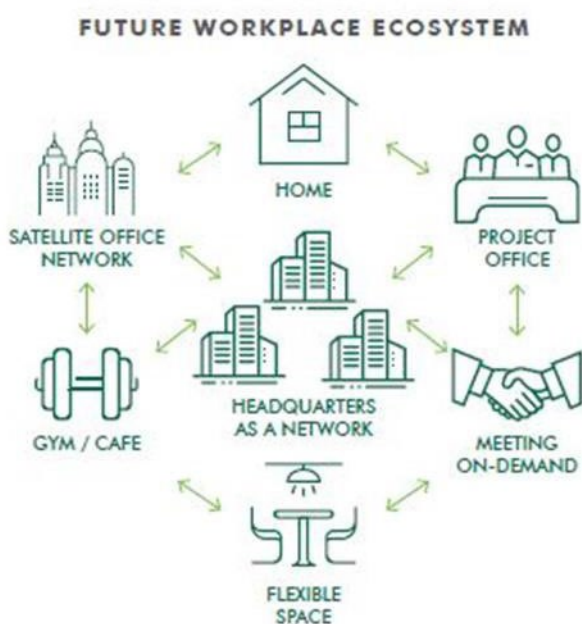 FUTURE WORKPLACE ECOSYSTEM
HOME
SATELLITE OFFICE
NETWORK
PROJECT
OFFICE
GYM / CAFE
HEADQUARTERS
AS A NETWORK
MEETING
ON-DEMAND
FLEXIBLE
SPACE